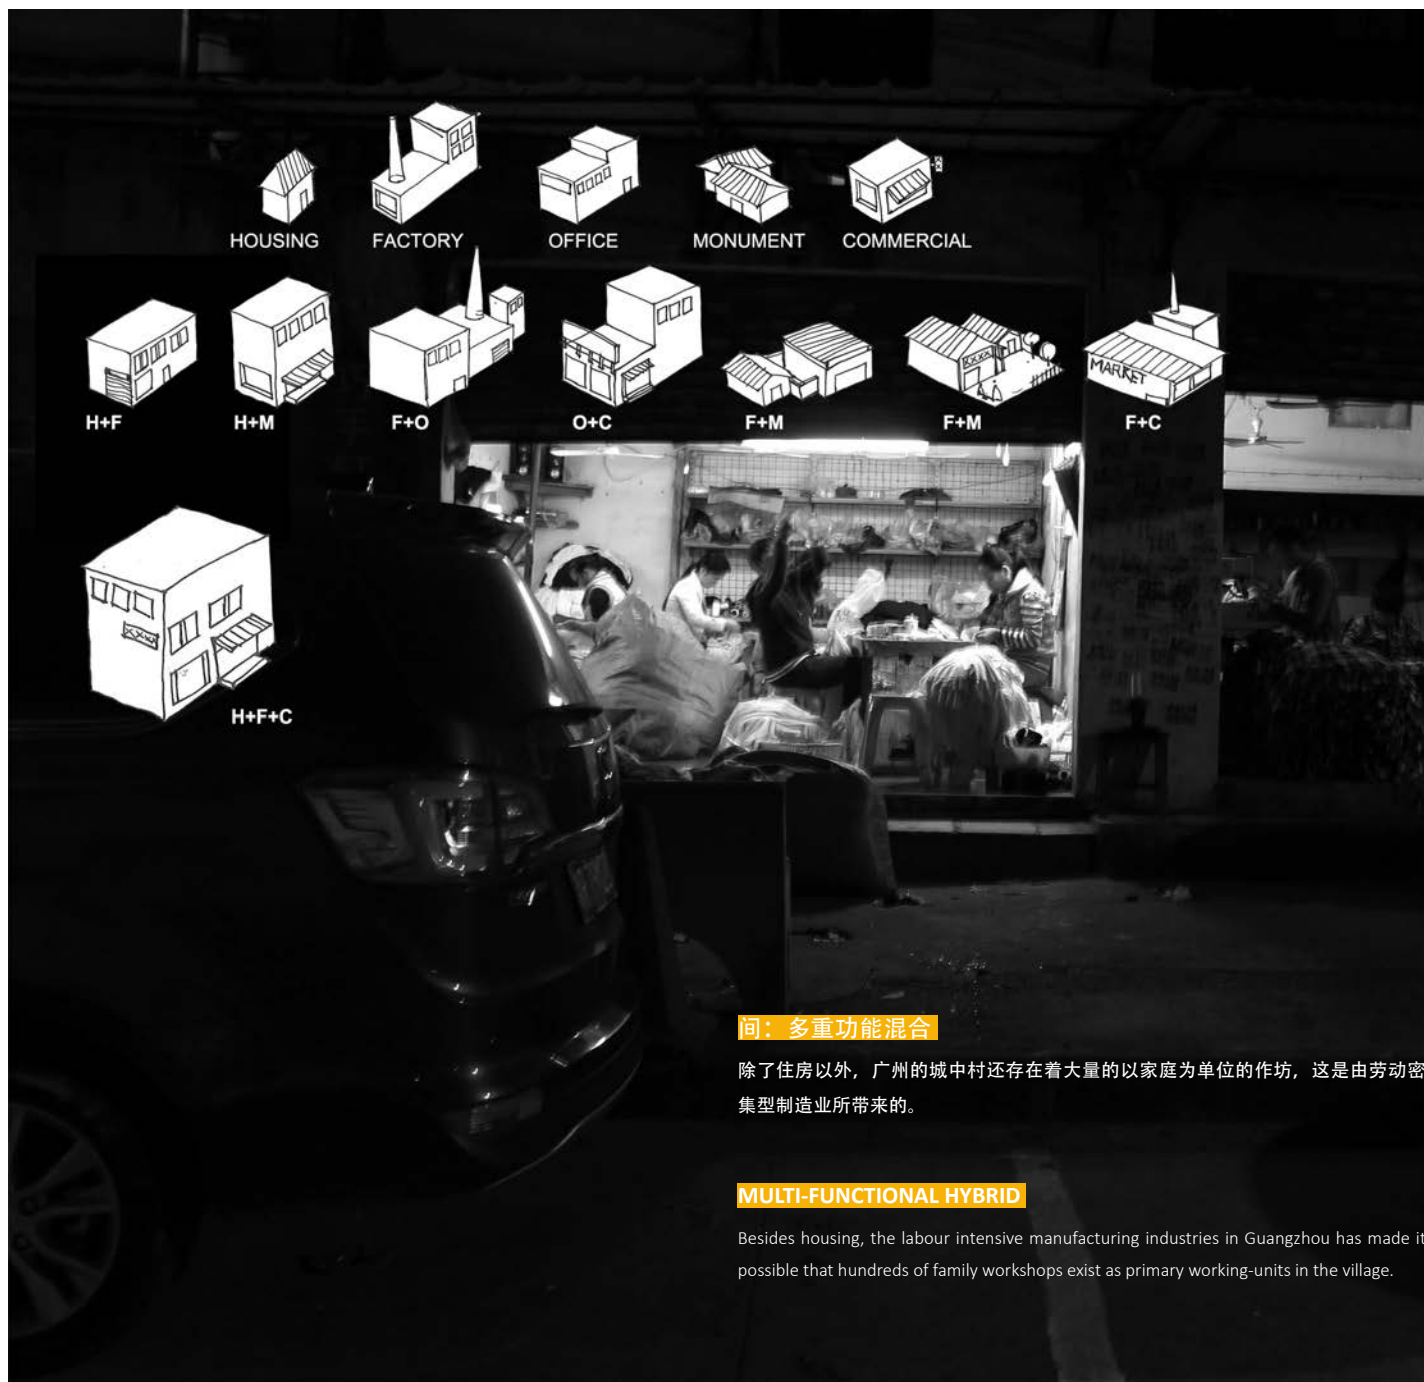 HOUSING
FACTORY
OFFICE
MONUMENT
COMMERCIAL
MARKET
H+F
H+M
F+O
O+C
F+M
F+M
F+C
H+F+C
间：多重功能混合
除了住房以外，广州的城中村还存在着大量的以家庭为单位的作坊，这是由劳动密
集型制造业所带来的。
MULTI-FUNCTIONAL HYBRID
Besides housing, the labour intensive manufacturing industries in Guangzhou has made it
possible that hundreds of family workshops exist as primary working-units in the village.